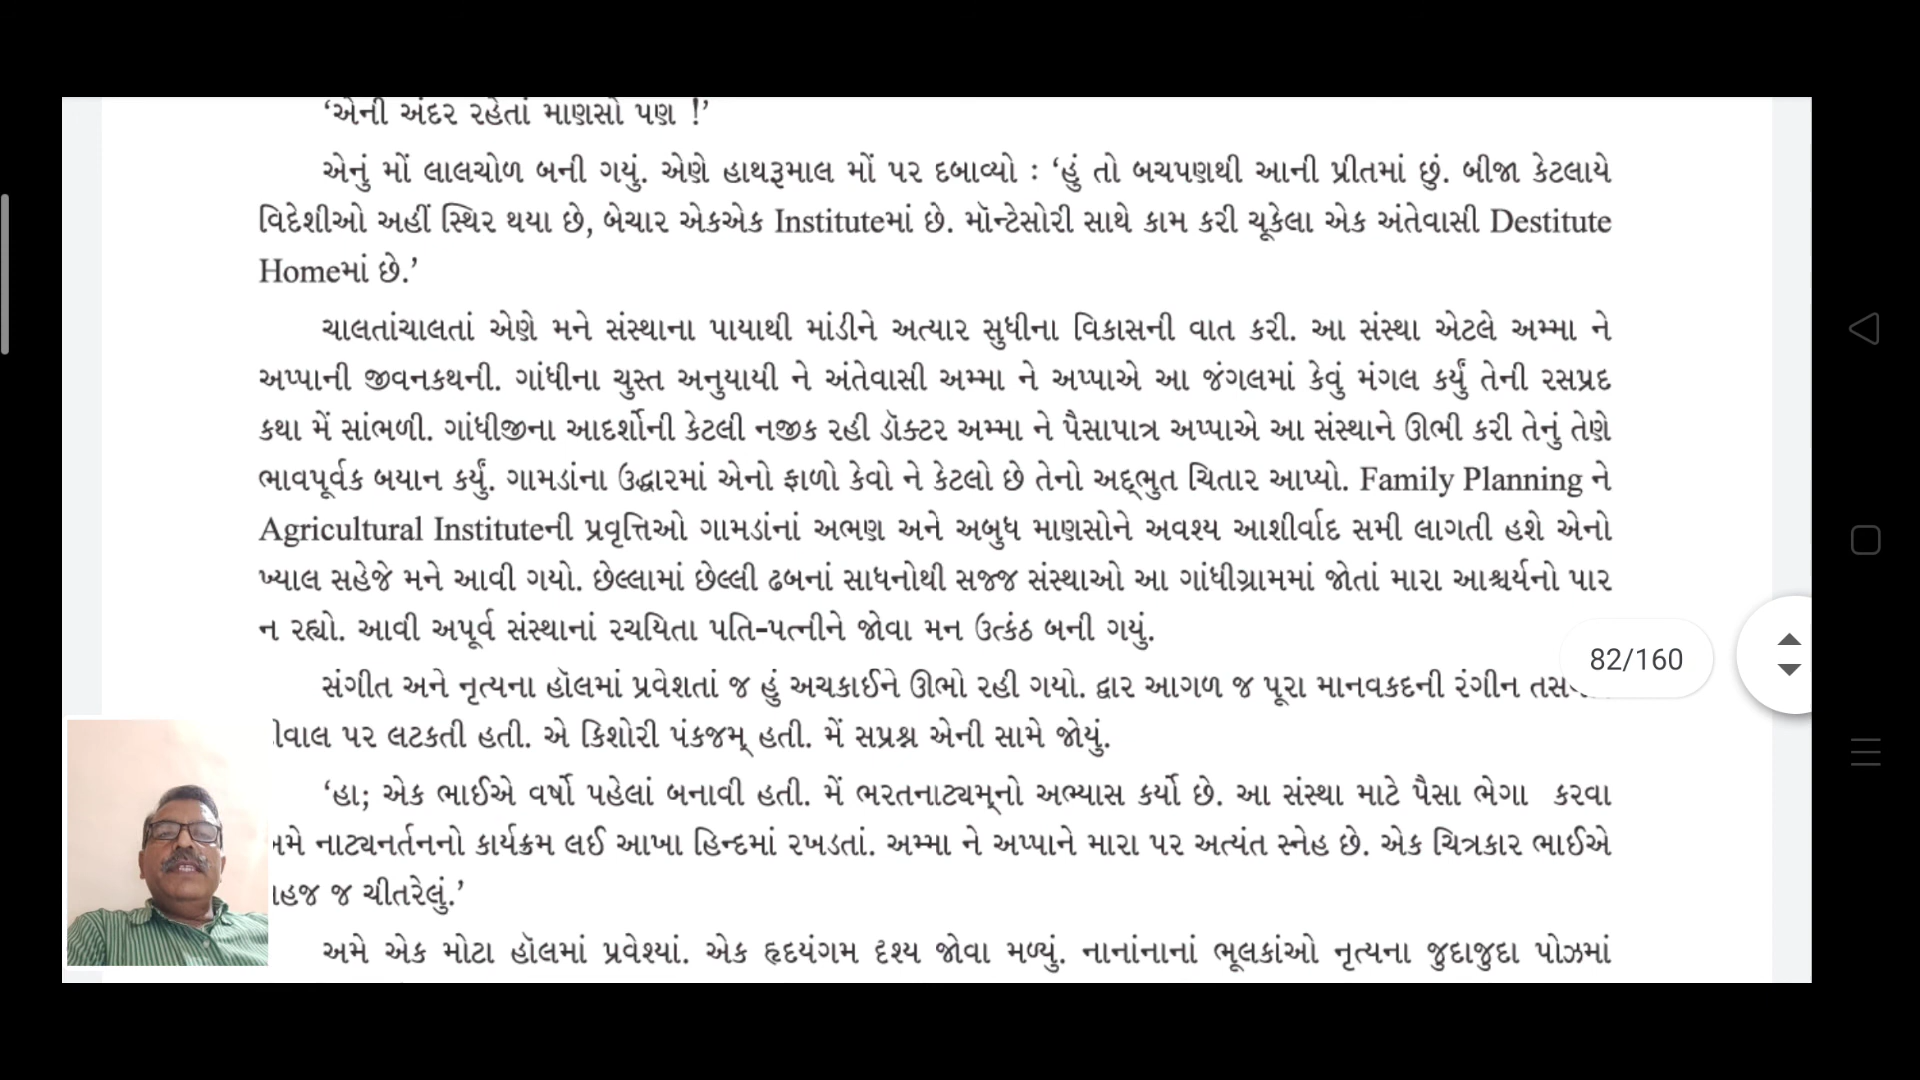 ‘એની અંદર રહેતાં માણસો પણ !’
એનું મોં લાલચોળ બની ગયું. એણે હાથરૂમાલ મોં પર દબાવ્યો : ‘હું તો બચપણથી આની પ્રીતમાં છું. બીજા કેટલાયે
વિદેશીઓ અહીં સ્થિર થયા છે, બેચાર એકએક Instituteમાં છે. મૉન્ટેસોરી સાથે કામ કરી ચૂકેલા એક અંતેવાસી Destitute
Homeમાં છે.’
ચાલતાંચાલતાં એણે મને સંસ્થાના પાયાથી માંડીને અત્યાર સુધીના વિકાસની વાત કરી. આ સંસ્થા એટલે અમ્મા ને
અપ્પાની જીવનકથની. ગાંધીના ચુસ્ત અનુયાયી ને અંતેવાસી અમ્મા ને અપ્પાએ આ જંગલમાં કેવું મંગલ કર્યું તેની રસપ્રદ
કથા મેં સાંભળી. ગાંધીજીના આદર્શોની કેટલી નજીક રહી ડૉક્ટર અમ્મા ને પૈસાપાત્ર અપ્પાએ આ સંસ્થાને ઊભી કરી તેનું તેણે
ભાવપૂર્વક બયાન કર્યું. ગામડાંના ઉદ્ધારમાં એનો ફાળો કેવો ને કેટલો છે તેનો અદ્ભુત ચિતાર આપ્યો. Family Planning ને
Agricultural Instituteની પ્રવૃત્તિઓ ગામડાંનાં અભણ અને અબુધ માણસોને અવશ્ય આશીર્વાદ સમી લાગતી હશે એનો
ખ્યાલ સહેજે મને આવી ગયો. છેલ્લામાં છેલ્લી ઢબનાં સાધનોથી સજ્જ સંસ્થાઓ આ ગાંધીગ્રામમાં જોતાં મારા આશ્ચર્યનો પાર
ન રહ્યો. આવી અપૂર્વ સંસ્થાનાં રચયિતા પતિ-પત્નીને જોવા મન ઉત્કંઠ બની ગયું.
82/160
સંગીત અને નૃત્યના હૉલમાં પ્રવેશતાં જ હું અચકાઈને ઊભો રહી ગયો. દ્વાર આગળ જ પૂરા માનવકદની રંગીન
પર લટકતી હતી. એ કિશોરી પંકજમ્ હતી. મેં સપ્રશ્ન એની સામે જોયું.
‘હા; એક ભાઈએ વર્ષો પહેલાં બનાવી હતી. મેં ભરતનાટ્યમ્‌નો અભ્યાસ કર્યો છે. આ સંસ્થા માટે પૈસા ભેગા કરવા
નાટ્યનર્તનનો કાર્યક્રમ લઈ આખા હિન્દમાં રખડતાં. અમ્મા ને અપ્પાને મારા પર અત્યંત સ્નેહ છે. એક ચિત્રકાર ભાઈએ
જ ચીતરેલું.’
અમે એક મોટા હૉલમાં પ્રવેશ્યાં. એક હૃદયંગમ દૃશ્ય જોવા મળ્યું. નાનાંનાનાં ભૂલકાંઓ નૃત્યના જુદાજુદા પોઝમાં